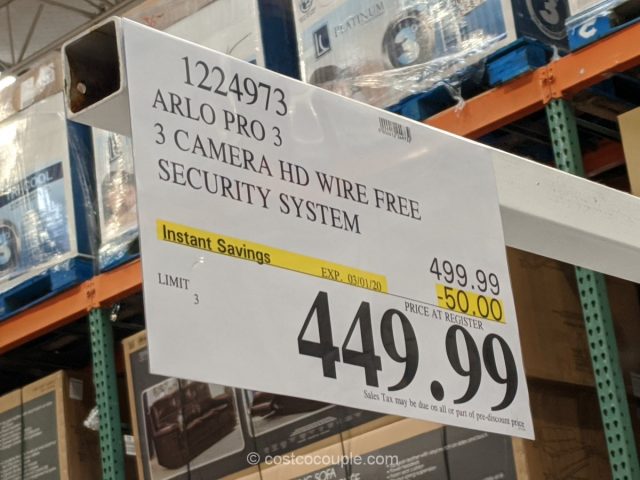 PLATINUM
1224973
ARLO PRO 3
3 CAMERA HD WIRE FREE
SECURITY SYSTEM
Instant Savings
EXP. 03/01/20
499.99
-50.00
LIMIT
3
PRICE AT REGISTER
449.99
Sales Tax may be due on all or part of pre-discount price
© costcocouple.com